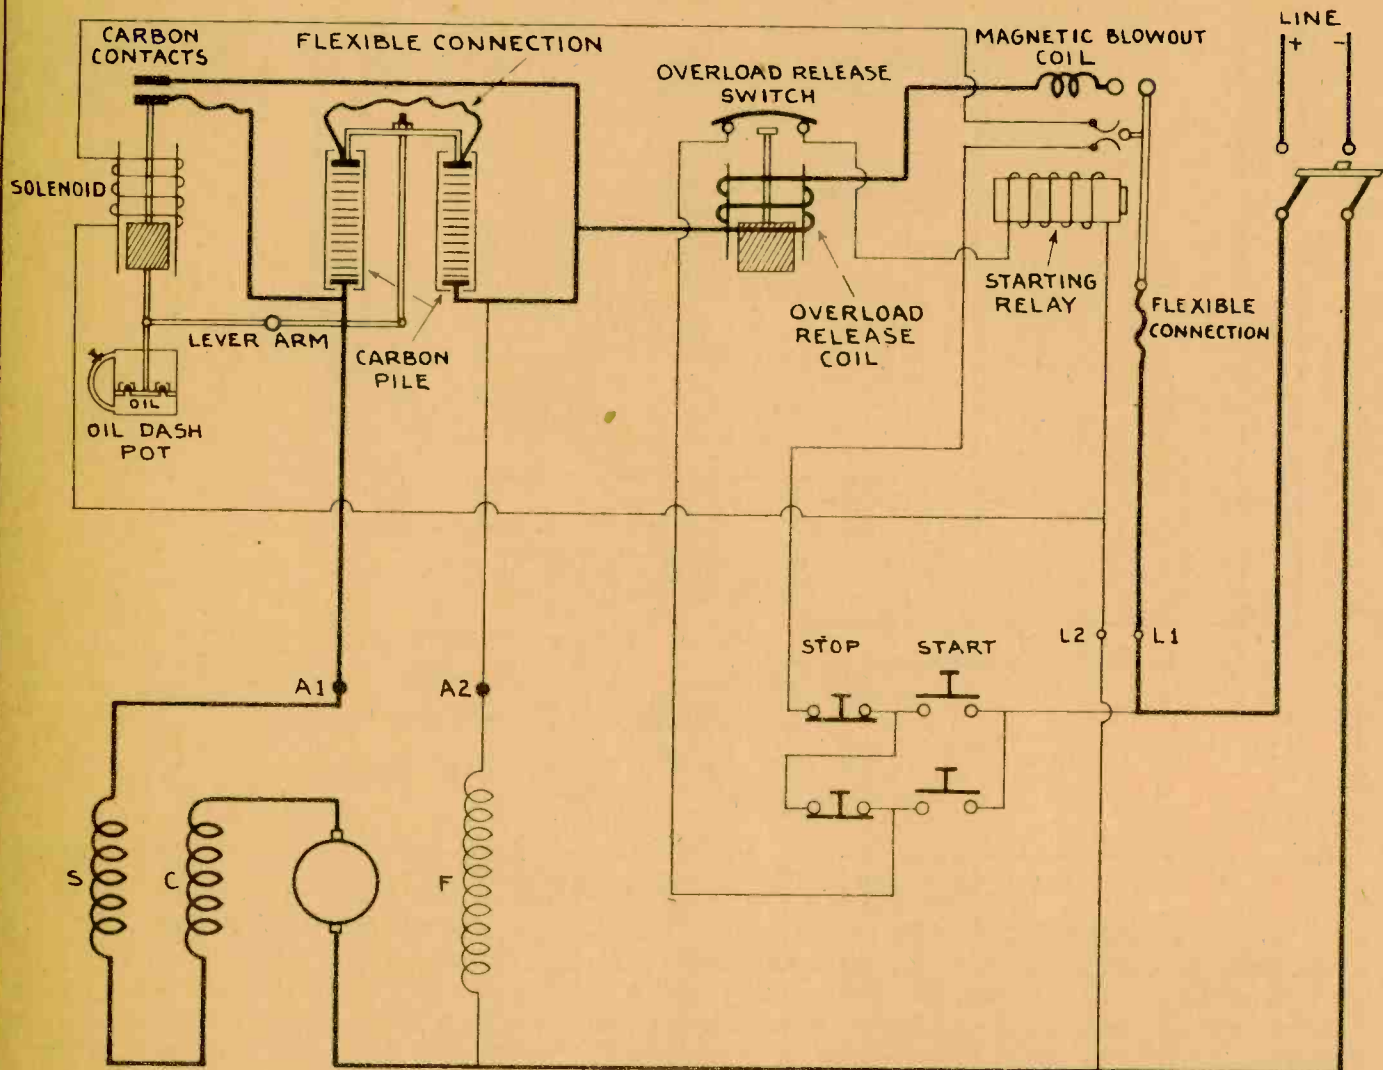 LINE
+ -
CARBON
CONTACTS
FLEXIBLE CONNECTION
OVERLOAD RELEASE
SWITCH
MAGNETIC BLOWOUT
COIL
SOLENOID
STARTING
RELAY
OVERLOAD
RELEASE
COIL
FLEXIBLE
CONNECTION
LEVER ARM
CARBON
PILE
OIL
OIL DASH
POT
L2 L1
STOP START
A1 A2
S C F